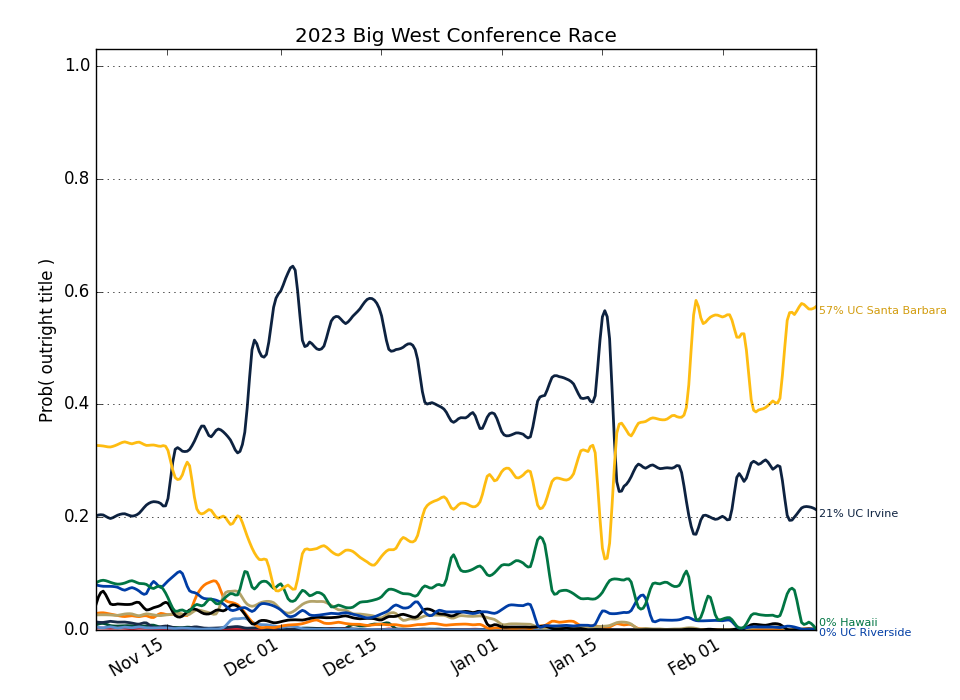 2023 Big West Conference Race
Prob( outright title )
1.0
0.8
0.6
0.4
0.2
0.0
57% UC Santa Barbara
21% UC Irvine
0% Hawaii
0% UC Riverside
Nov 15
Dec 01
Dec 15
Jan 01
Jan 15
Feb 01